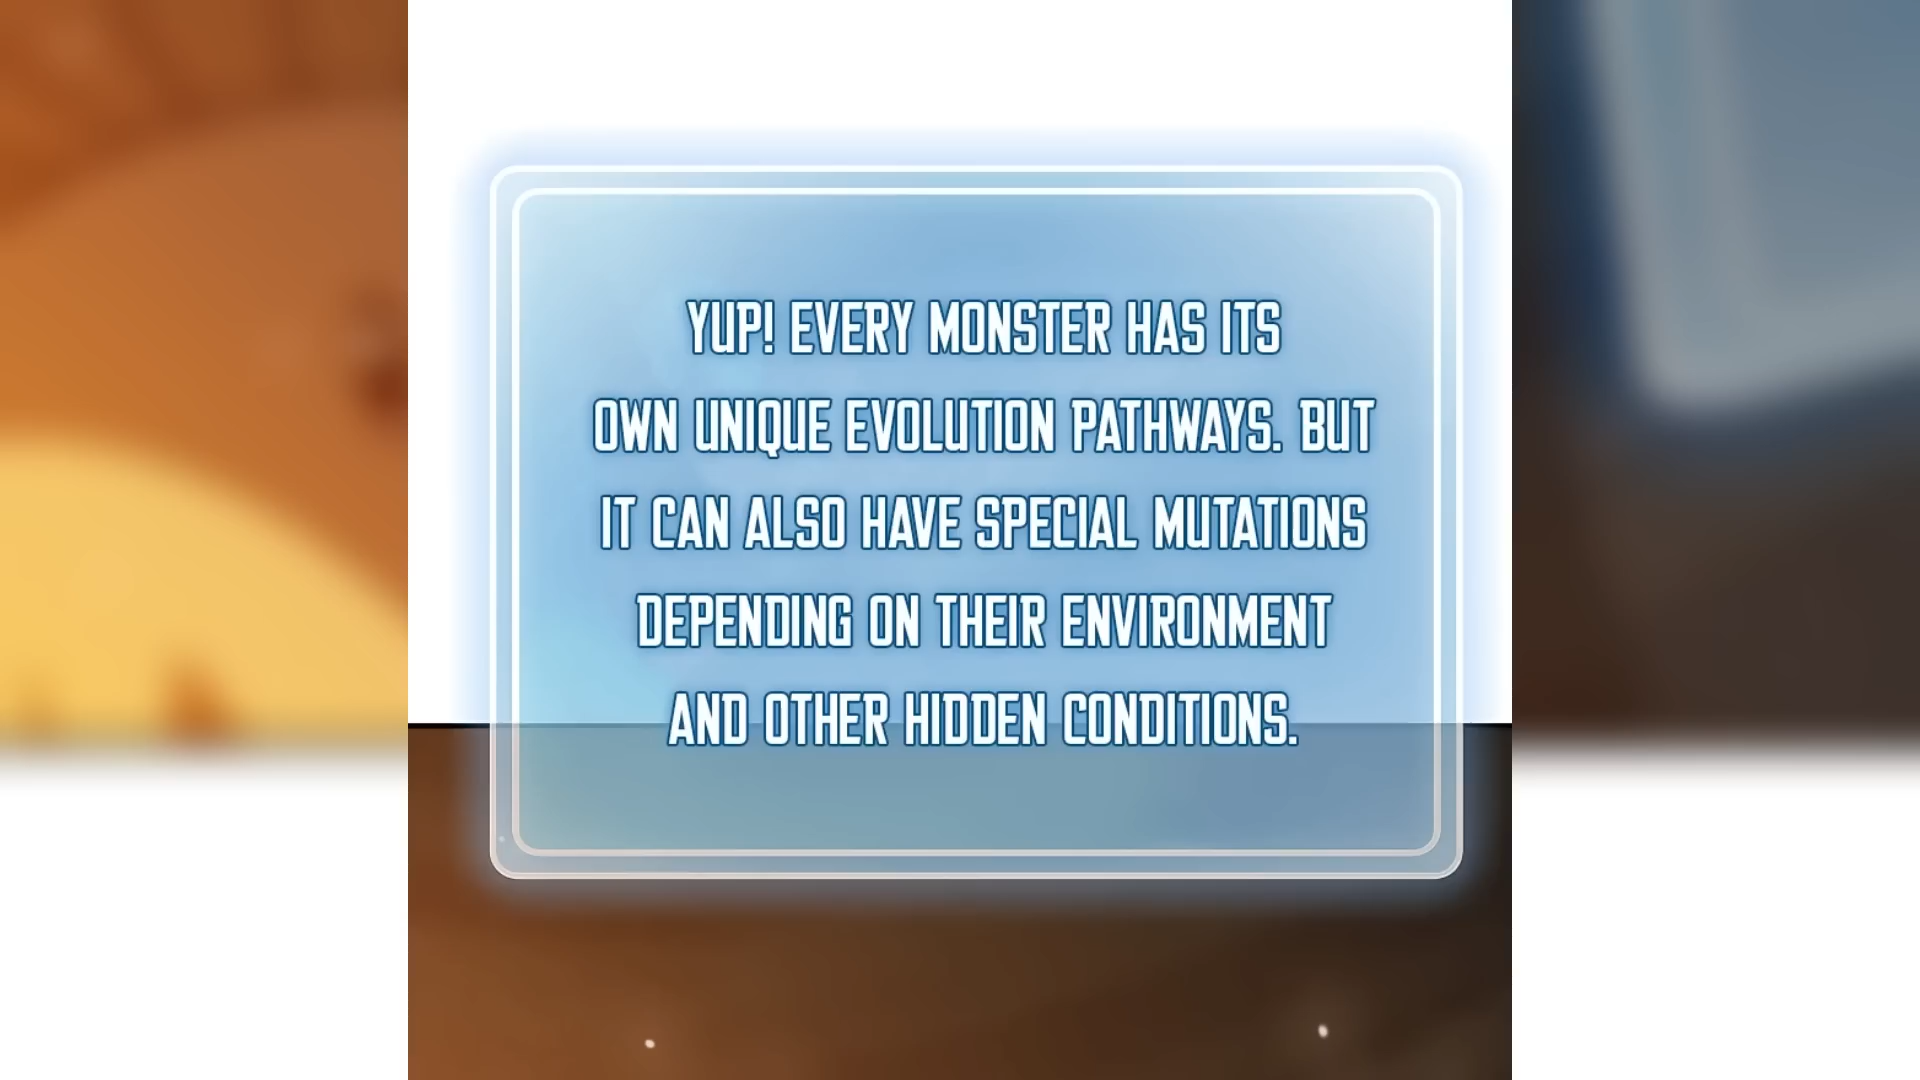 YUP! EVERY MONSTER HAS ITS
OWN UNIQUE EVOLUTION PATHWAYS. BUT
IT CAN ALSO HAVE SPECIAL MUTATIONS
DEPENDING ON THEIR ENVIRONMENT
AND OTHER HIDDEN CONDITIONS.